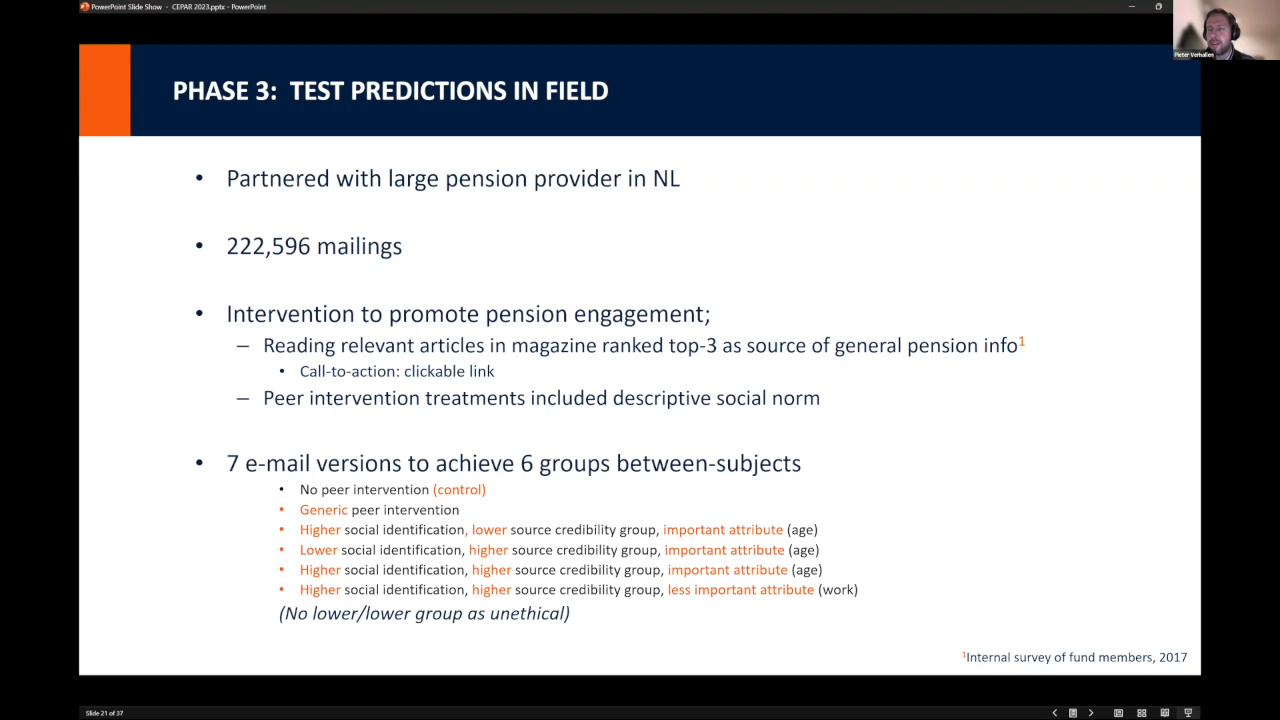 PowerPoint Slide Show - CEPAR 2023.pptx - PowerPoint
Pieter Verhallen
PHASE 3: TEST PREDICTIONS IN FIELD
• Partnered with large pension provider in NL
• 222,596 mailings
• Intervention to promote pension engagement;
– Reading relevant articles in magazine ranked top-3 as source of general pension info¹
• Call-to-action: clickable link
– Peer intervention treatments included descriptive social norm
• 7 e-mail versions to achieve 6 groups between-subjects
• No peer intervention (control)
• Generic peer intervention
• Higher social identification, lower source credibility group, important attribute (age)
• Lower social identification, higher source credibility group, important attribute (age)
• Higher social identification, higher source credibility group, important attribute (age)
• Higher social identification, higher source credibility group, less important attribute (work)
(No lower/lower group as unethical)
¹Internal survey of fund members, 2017
Slide 21 of 37